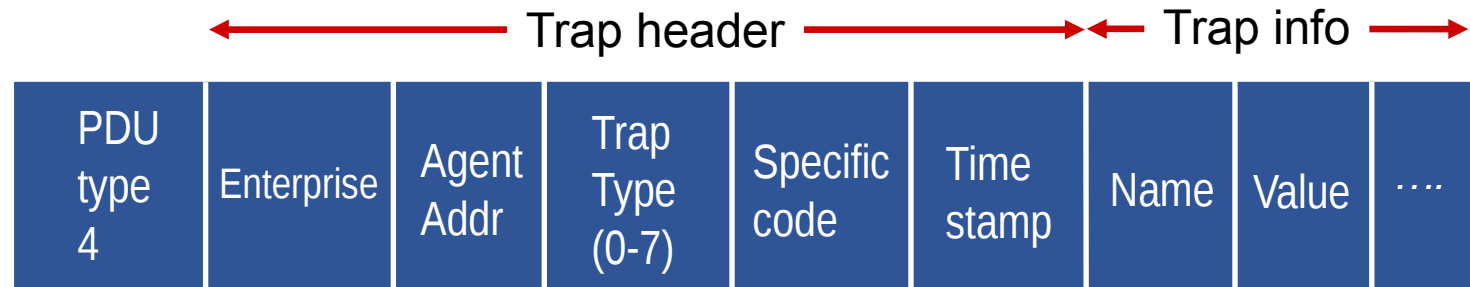 Trap header
Trap info
PDU
type
4
Enterprise
Agent
Addr
Trap
Type
(0-7)
Specific
code
Time
stamp
Name
Value
....